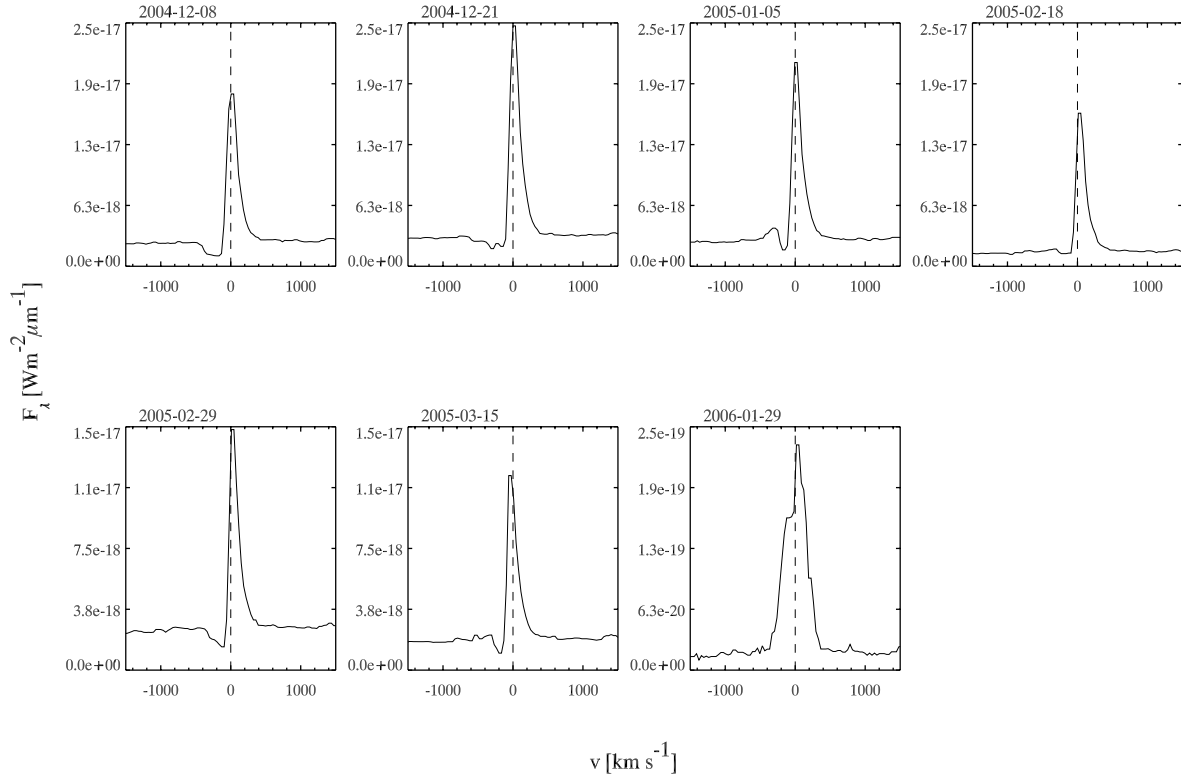 2004-12-08
2004-12-21
2005-01-05
2005-02-18
2.5e-17
1.9e-17
1.3e-17
6.3e-18
0.0e+00
-1000 0 1000
2.5e-17
1.9e-17
1.3e-17
6.3e-18
0.0e+00
-1000 0 1000
2.5e-17
1.9e-17
1.3e-17
6.3e-18
0.0e+00
-1000 0 1000
2.5e-17
1.9e-17
1.3e-17
6.3e-18
0.0e+00
-1000 0 1000
F_λ [Wm^-2 μm^-1]
2005-02-29
2005-03-15
2006-01-29
1.5e-17
1.1e-17
7.5e-18
3.8e-18
0.0e+00
-1000 0 1000
1.5e-17
1.1e-17
7.5e-18
3.8e-18
0.0e+00
-1000 0 1000
2.5e-19
1.9e-19
1.3e-19
6.3e-20
0.0e+00
-1000 0 1000
v [km s^-1]